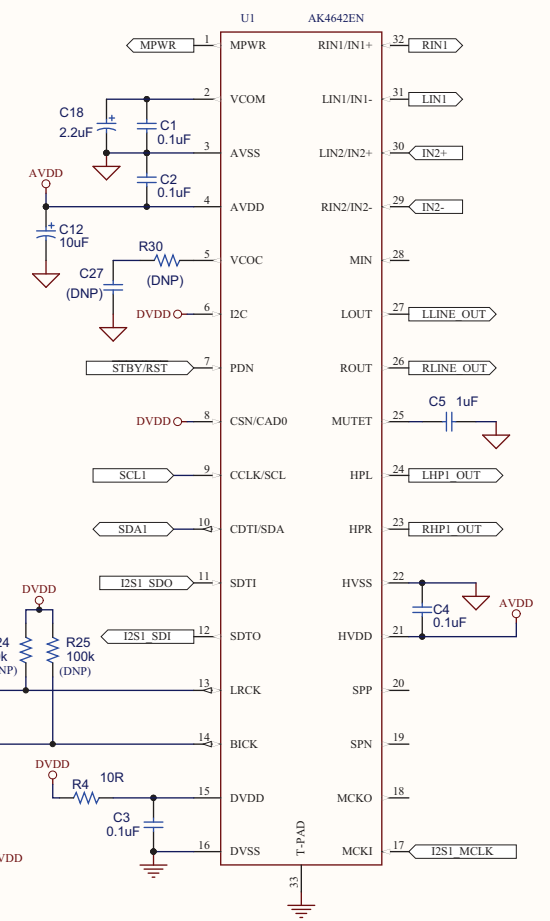 U1 AK4642EN
MPWR 1 MPWR RIN1/IN1+ 32 RIN1
2 VCOM LIN1/IN1- 31 LIN1
C18
2.2uF
C1
0.1uF
3 AVSS LIN2/IN2+ 30 IN2+
C2
0.1uF
AVDD
4 AVDD RIN2/IN2- 29 IN2-
C12
10uF
R30
(DNP)
5 VCOC MIN 28
C27
(DNP)
DVDD 6 I2C LOUT 27 LLINE_OUT
STBY/RST 7 PDN ROUT 26 RLINE_OUT
C5 1uF
DVDD 8 CSN/CAD0 MUTET 25
SCL1 9 CCLK/SCL HPL 24 LHP1_OUT
SDA1 10 CDTI/SDA HPR 23 RHP1_OUT
I2S1_SDO 11 SDTI HVSS 22
DVDD
C4
0.1uF
AVDD
I2S1_SDI 12 SDTO HVDD 21
24
k
NP)
R25
100k
(DNP)
13 LRCK SPP 20
14 BICK SPN 19
DVDD
R4 10R
15 DVDD MCKO 18
C3
0.1uF
16 DVSS MCKI 17 I2S1_MCLK
VDD
T-PAD
33